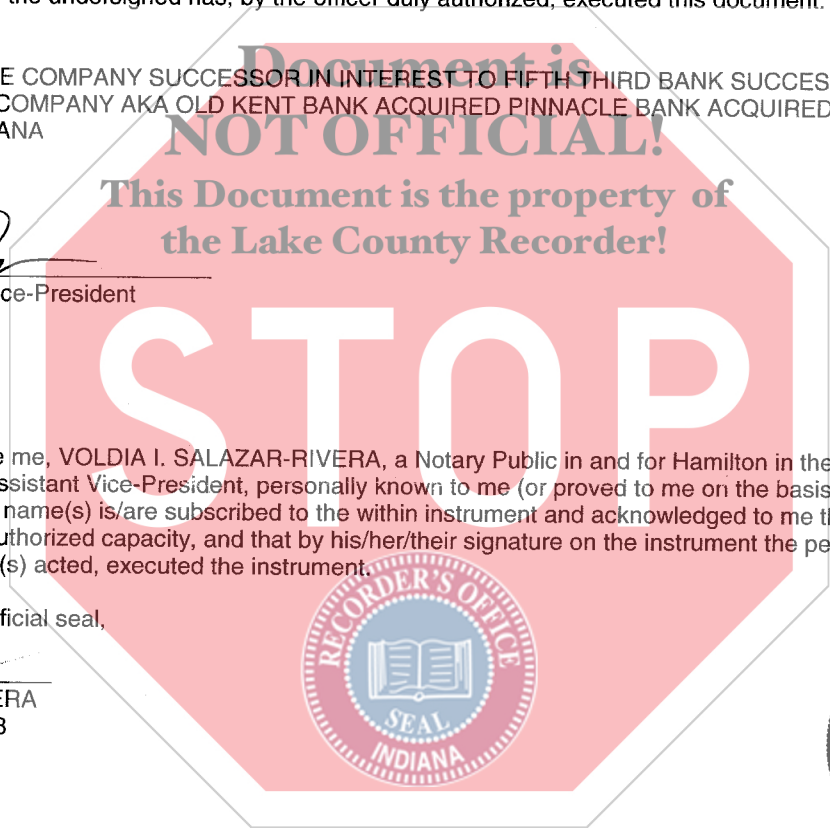 the undersigned has, by the officer duly authorized, executed this document.
Document is
E COMPANY SUCCESSOR IN INTEREST TO FIFTH THIRD BANK SUCCES
COMPANY AKA OLD KENT BANK ACQUIRED PINNACLE BANK ACQUIRED
ANA
NOT OFFICIAL!
This Document is the property of
the Lake County Recorder!
ce-President
STOP
e me, VOLDIA I. SALAZAR-RIVERA, a Notary Public in and for Hamilton in the
ssistant Vice-President, personally known to me (or proved to me on the basis
name(s) is/are subscribed to the within instrument and acknowledged to me th
uthorized capacity, and that by his/her/their signature on the instrument the pe
(s) acted, executed the instrument.
ficial seal,
ERA
3
RECORDER'S OFFICE
SEAL
INDIANA